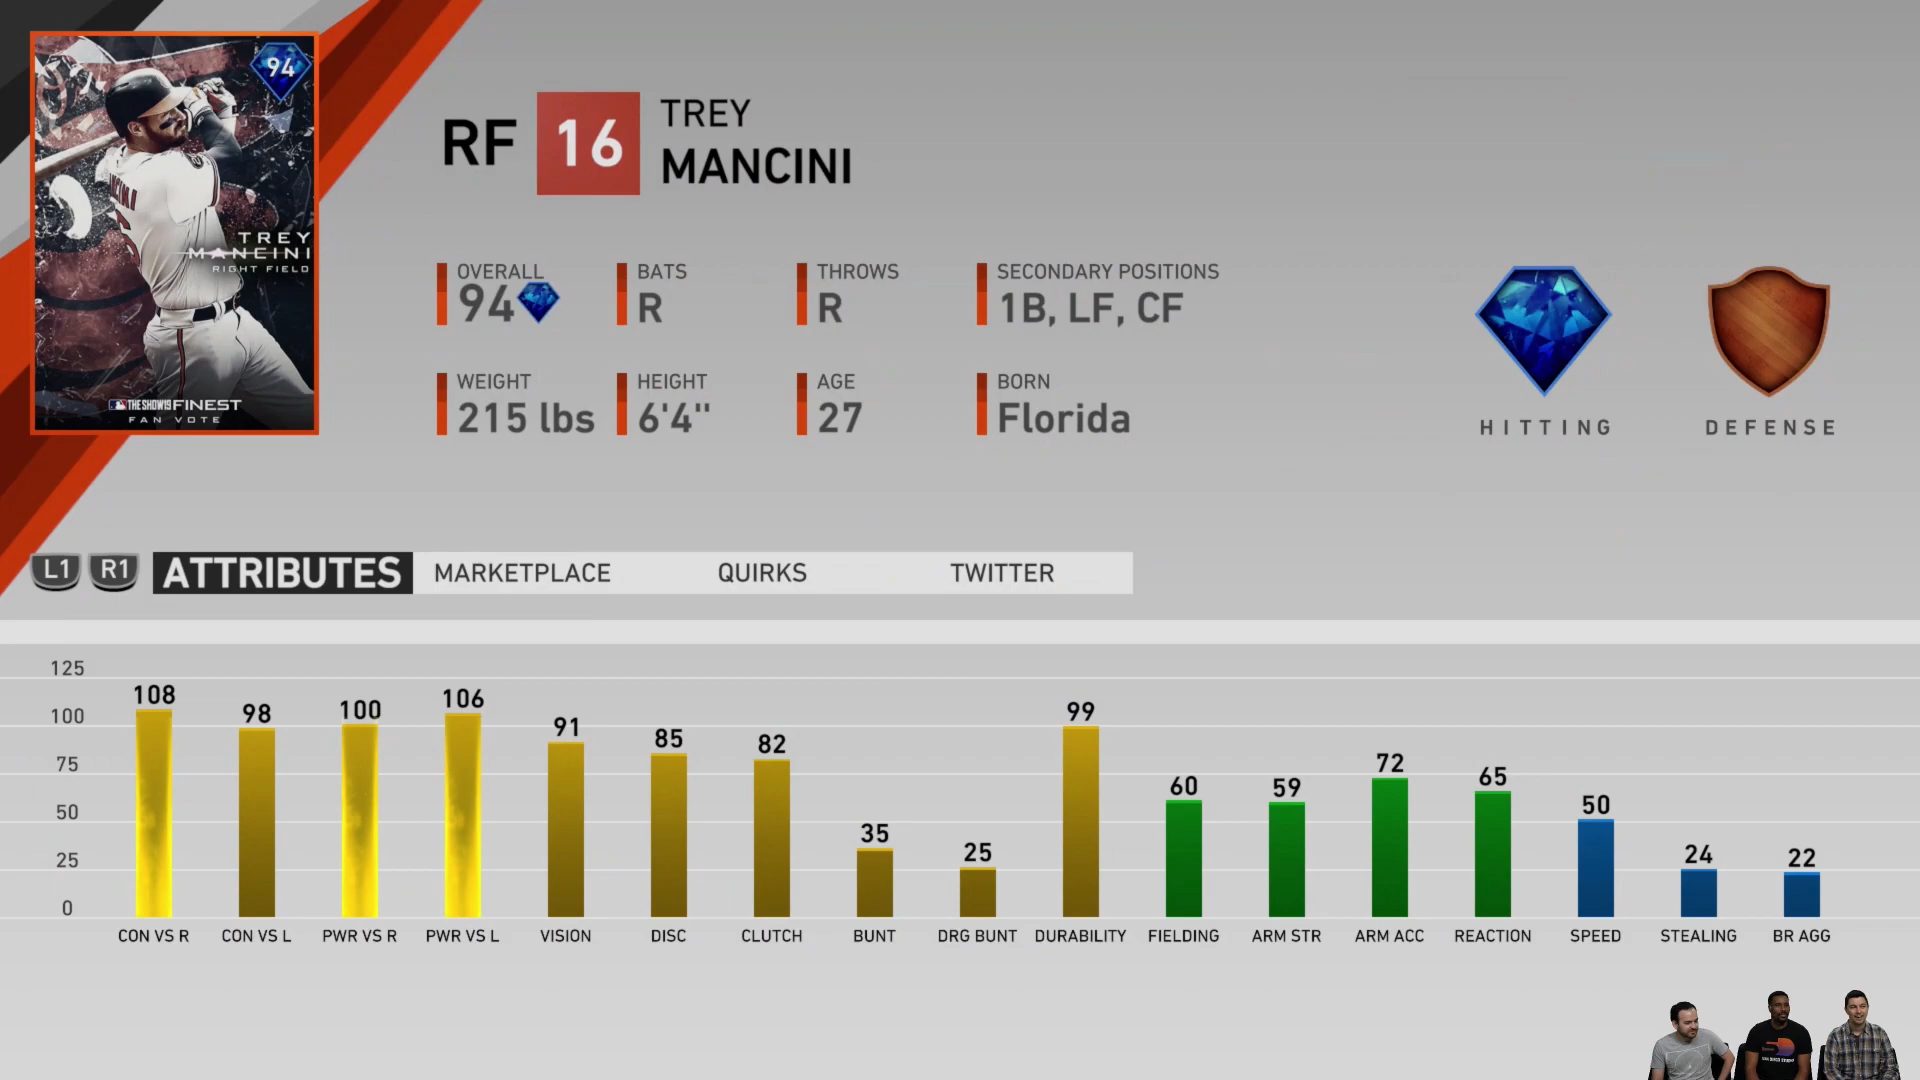 94
MANCINI
TREY
MANCINI
RIGHT FIELD
THE SHOW19 FINEST
FAN VOTE
RF
16
TREY
MANCINI
OVERALL
94
BATS
R
THROWS
R
SECONDARY POSITIONS
1B, LF, CF
WEIGHT
215 lbs
HEIGHT
6'4"
AGE
27
BORN
Florida
HITTING
DEFENSE
L1 R1 ATTRIBUTES MARKETPLACE QUIRKS TWITTER
125
100
75
50
25
0
108 98 100 106 91 85 82 35 25 99 60 59 72 65 50 24 22
CON VS R CON VS L PWR VS R PWR VS L VISION DISC CLUTCH BUNT DRG BUNT DURABILITY FIELDING ARM STR ARM ACC REACTION SPEED STEALING BR AGG